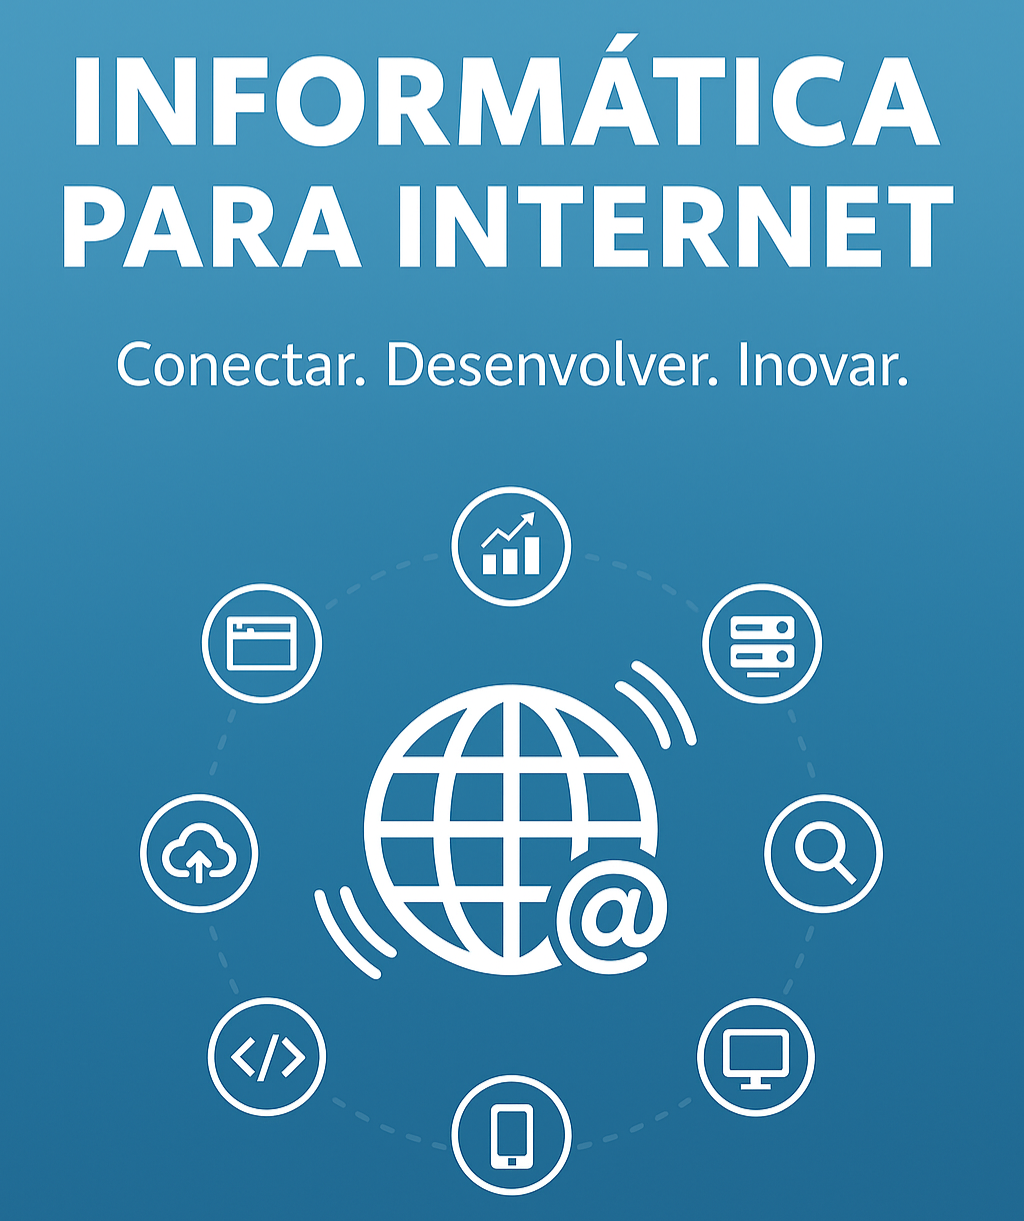 INFORMÁTICA
PARA INTERNET
Conectar. Desenvolver. Inovar.
@
</>